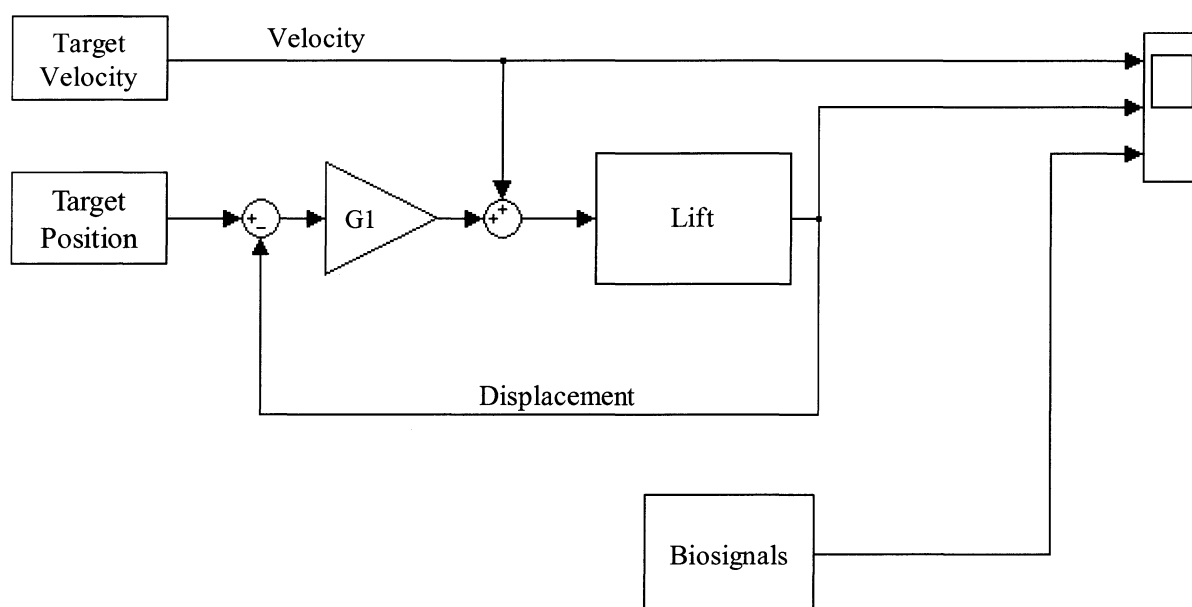 Target
Velocity
Velocity
Target
Position
+
−
G1
+
+
Lift
Displacement
Biosignals